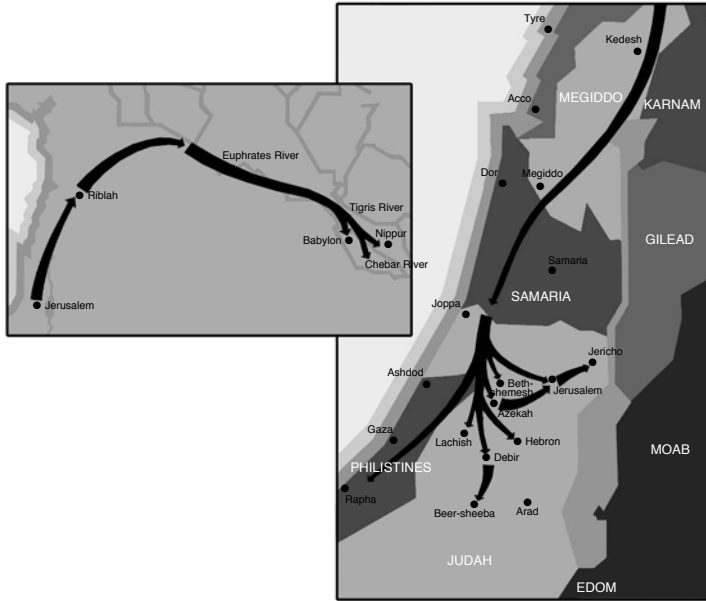 Tyre
Kedesh
MEGIDDO
KARNAM
Acco
Dor
Megiddo
GILEAD
Samaria
SAMARIA
Joppa
Jericho
Ashdod
Beth-
shemesh
Jerusalem
Azekah
Gaza
Lachish
Hebron
MOAB
Debir
PHILISTINES
Rapha
Beer-sheeba
Arad
JUDAH
EDOM
Euphrates River
Riblah
Tigris River
Babylon
Nippur
Chebar River
Jerusalem